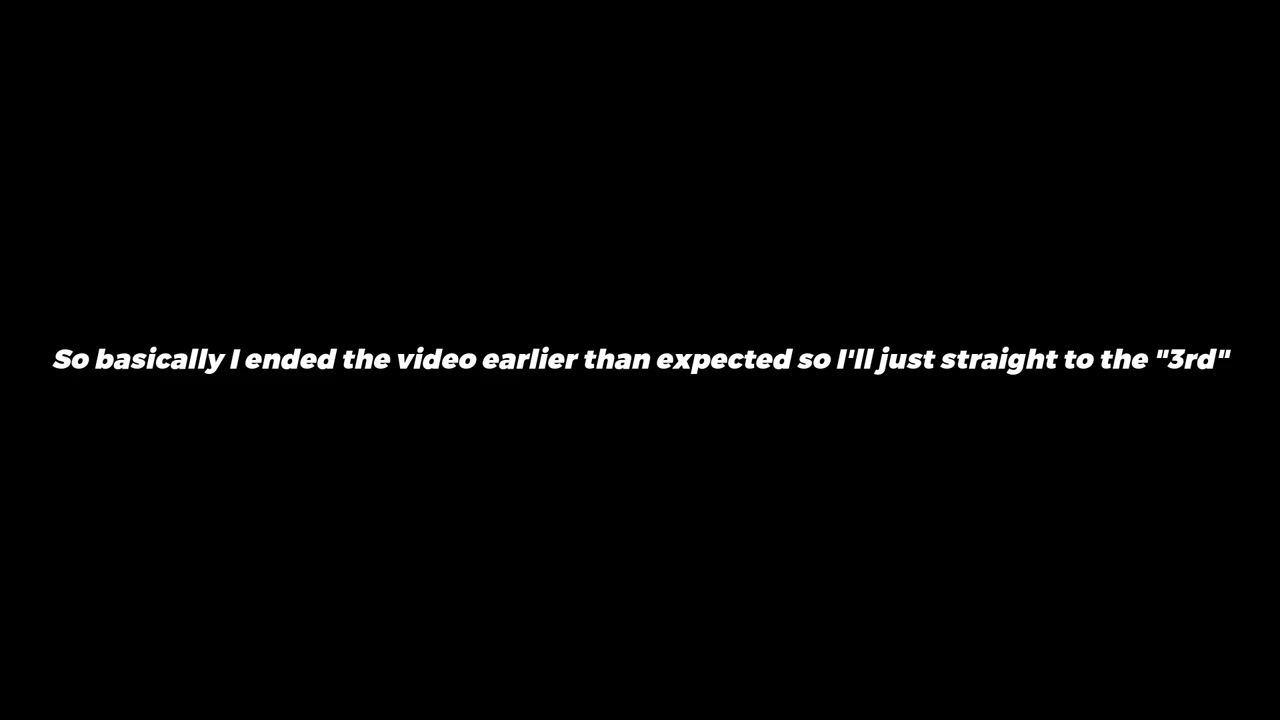 So basically I ended the video earlier than expected so I'll just straight to the "3rd"